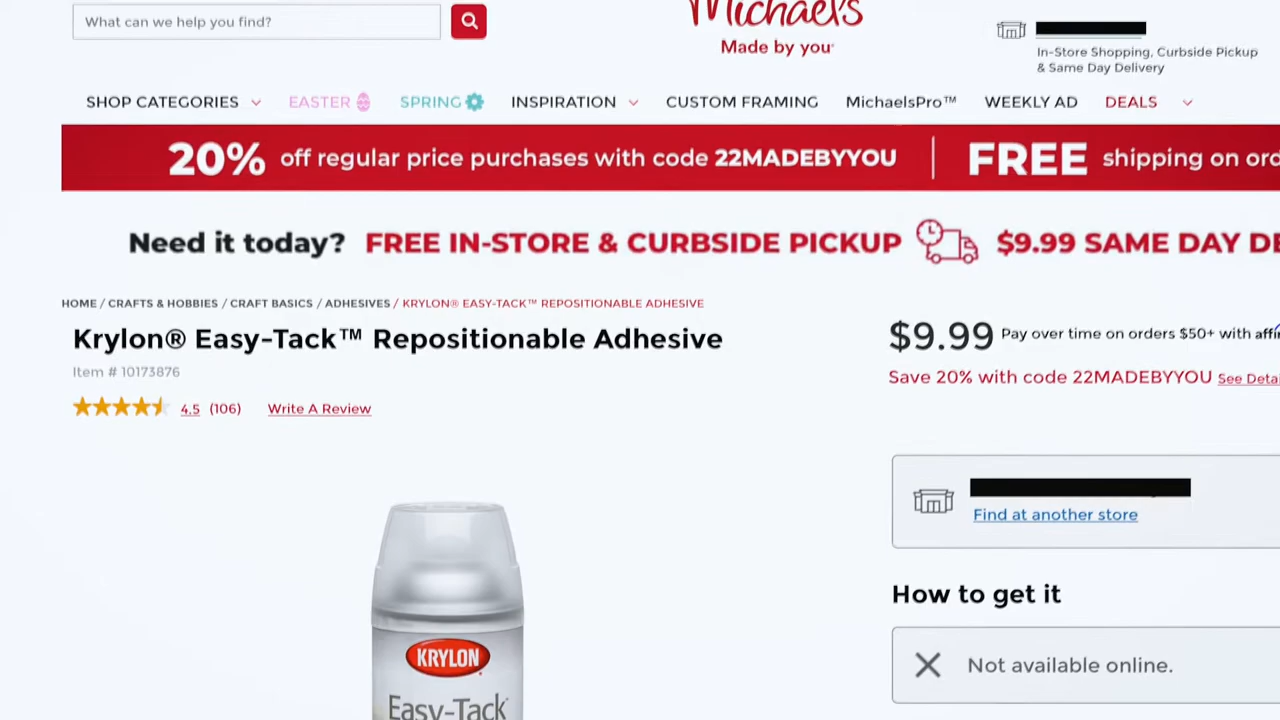 What can we help you find?
Michaels
Made by you
In-Store Shopping, Curbside Pickup
& Same Day Delivery
SHOP CATEGORIES EASTER SPRING INSPIRATION CUSTOM FRAMING MichaelsPro™ WEEKLY AD DEALS
20% off regular price purchases with code 22MADEBYYOU FREE shipping on ord
Need it today? FREE IN-STORE & CURBSIDE PICKUP $9.99 SAME DAY DE
HOME / CRAFTS & HOBBIES / CRAFT BASICS / ADHESIVES / KRYLON® EASY-TACK™ REPOSITIONABLE ADHESIVE
Krylon® Easy-Tack™ Repositionable Adhesive
Item # 10173876
4.5 (106) Write A Review
$9.99 Pay over time on orders $50+ with affi
Save 20% with code 22MADEBYYOU See Detai
Find at another store
How to get it
Not available online.
KRYLON
Easy-Tack